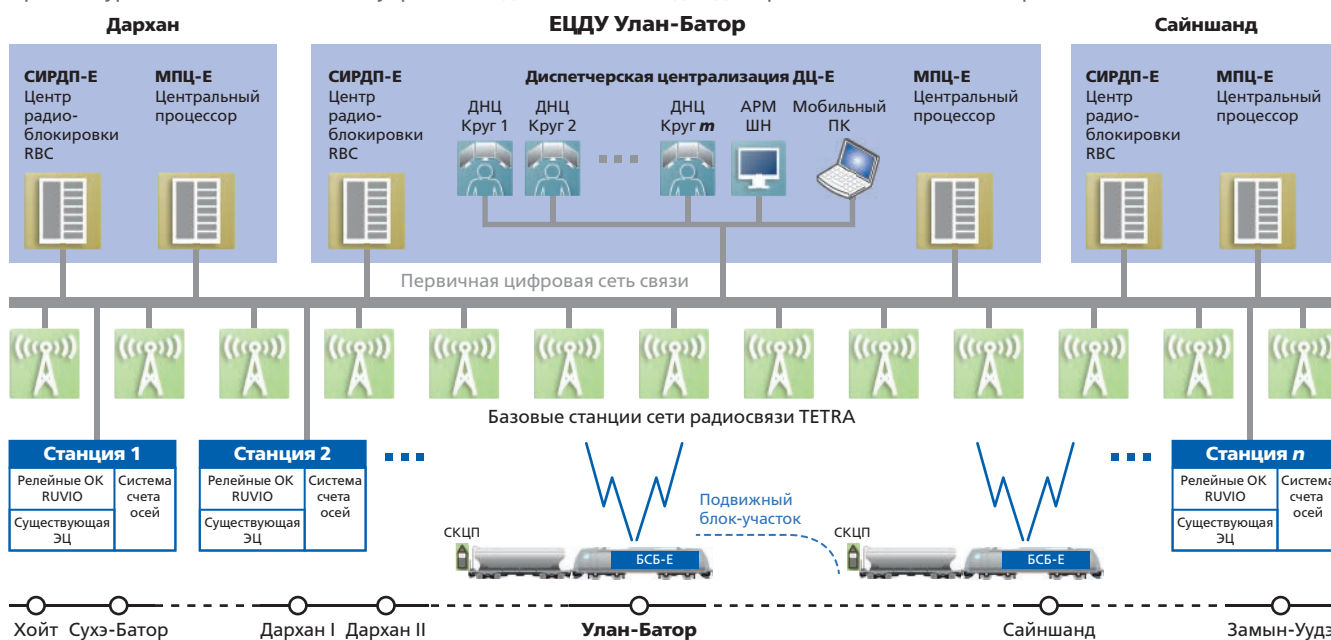 Дархан
ЕЦДУ Улан-Батор
Сайншанд
СИРДП-Е
Центр
радио-
блокировки
RBC
МПЦ-Е
Центральный
процессор
СИРДП-Е
Центр
радио-
блокировки
RBC
Диспетчерская централизация ДЦ-Е
ДНЦ
Круг 1
ДНЦ
Круг 2
ДНЦ
Круг m
АРМ
ШН
Мобильный
ПК
МПЦ-Е
Центральный
процессор
СИРДП-Е
Центр
радио-
блокировки
RBC
МПЦ-Е
Центральный
процессор
Первичная цифровая сеть связи
Базовые станции сети радиосвязи TETRA
Станция 1
Релейные ОК
RUVIO
Существующая
ЭЦ
Система
счета
осей
Станция 2
Релейные ОК
RUVIO
Существующая
ЭЦ
Система
счета
осей
Станция n
Релейные ОК
RUVIO
Существующая
ЭЦ
Система
счета
осей
СКЦП
БСБ-Е
Подвижный
блок-участок
СКЦП
БСБ-Е
Хойт Сухэ-Батор Дархан I Дархан II Улан-Батор Сайншанд Замын-Уудэ